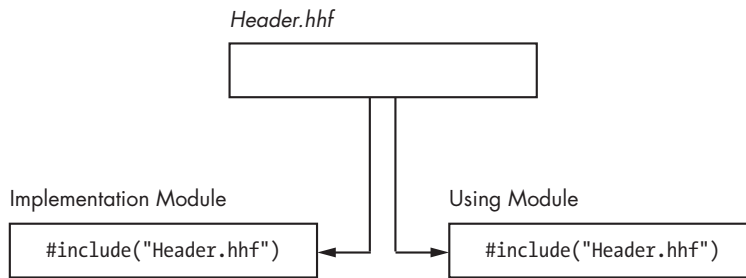 Header.hhf
Implementation Module
Using Module
#include("Header.hhf")
#include("Header.hhf")